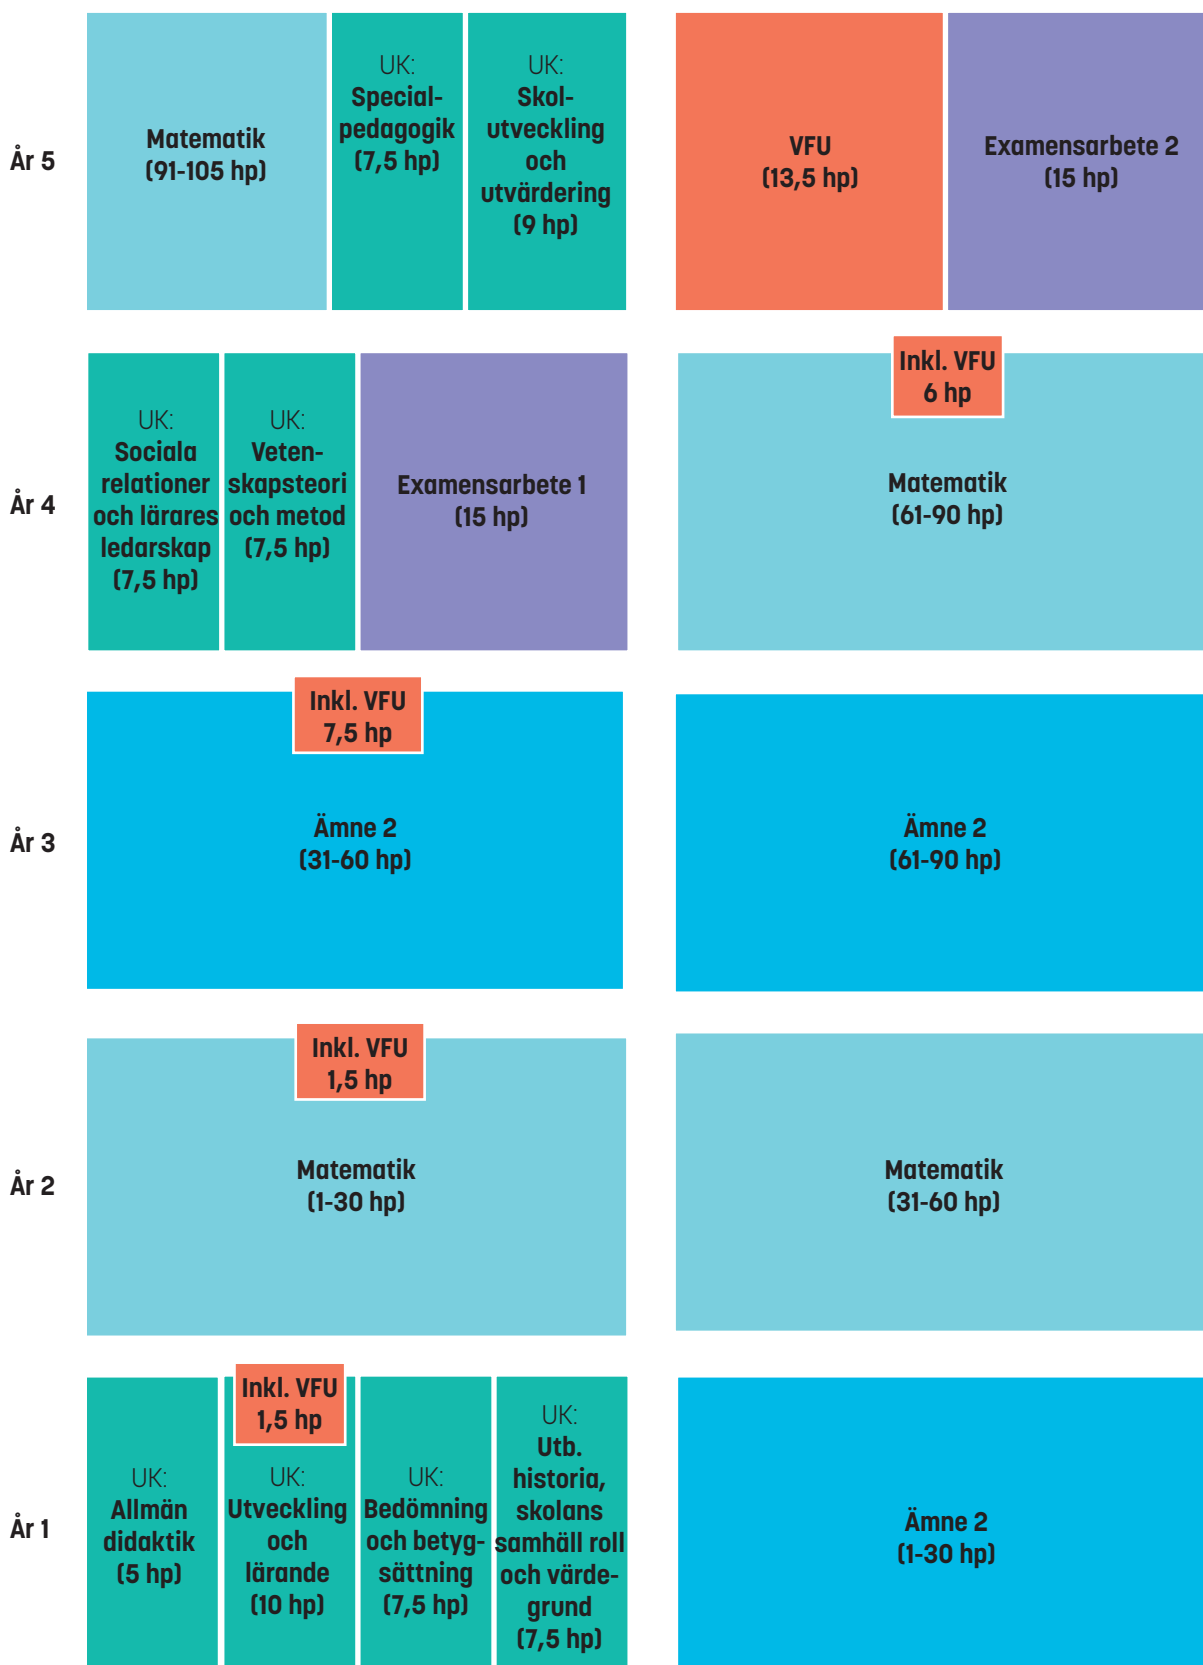 År 5
Matematik
(91-105 hp)
UK:
Special-
pedagogik
(7,5 hp)
UK:
Skol-
utveckling
och
utvärdering
(9 hp)
VFU
(13,5 hp)
Examensarbete 2
(15 hp)
År 4
UK:
Sociala
relationer
och lärares
ledarskap
(7,5 hp)
UK:
Veten-
skapsteori
och metod
(7,5 hp)
Examensarbete 1
(15 hp)
Inkl. VFU
6 hp
Matematik
(61-90 hp)
År 3
Inkl. VFU
7,5 hp
Ämne 2
(31-60 hp)
Ämne 2
(61-90 hp)
År 2
Inkl. VFU
1,5 hp
Matematik
(1-30 hp)
Matematik
(31-60 hp)
År 1
UK:
Allmän
didaktik
(5 hp)
Inkl. VFU
1,5 hp
UK:
Utveckling
och
lärande
(10 hp)
UK:
Bedömning
och betyg-
sättning
(7,5 hp)
UK:
Utb.
historia,
skolans
samhäll roll
och värde-
grund
(7,5 hp)
Ämne 2
(1-30 hp)